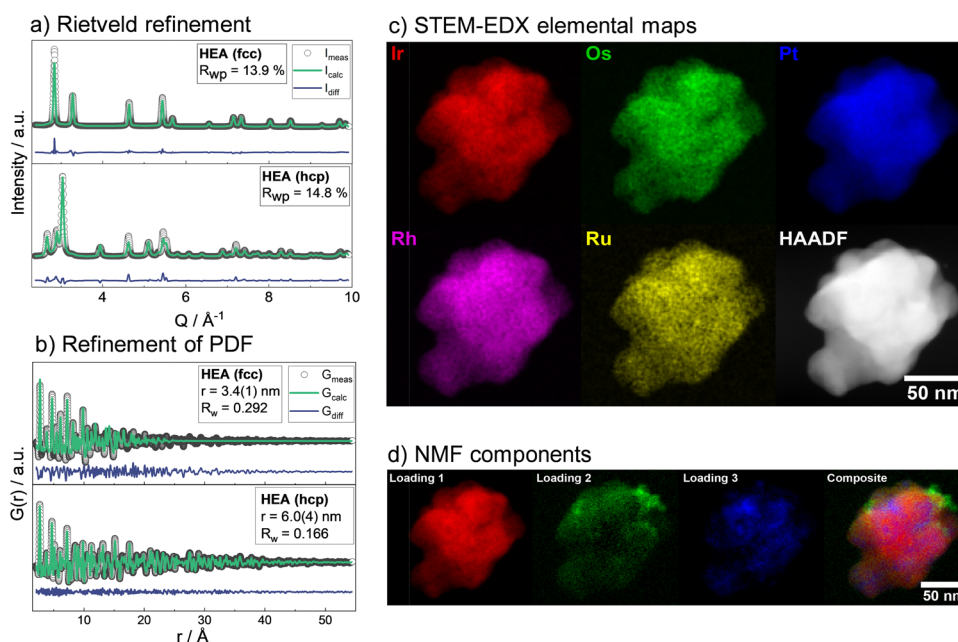 a) Rietveld refinement
HEA (fcc)
Rwp = 13.9 %
Imeas
Icalc
Idiff
HEA (hcp)
Rwp = 14.8 %
Intensity / a.u.
4
6
8
10
Q / Å⁻¹
b) Refinement of PDF
HEA (fcc)
r = 3.4(1) nm
Rw = 0.292
Gmeas
Gcalc
Gdiff
HEA (hcp)
r = 6.0(4) nm
Rw = 0.166
G(r) / a.u.
10
20
30
40
50
r / Å
c) STEM-EDX elemental maps
Ir
Os
Pt
Rh
Ru
HAADF
50 nm
d) NMF components
Loading 1
Loading 2
Loading 3
Composite
50 nm